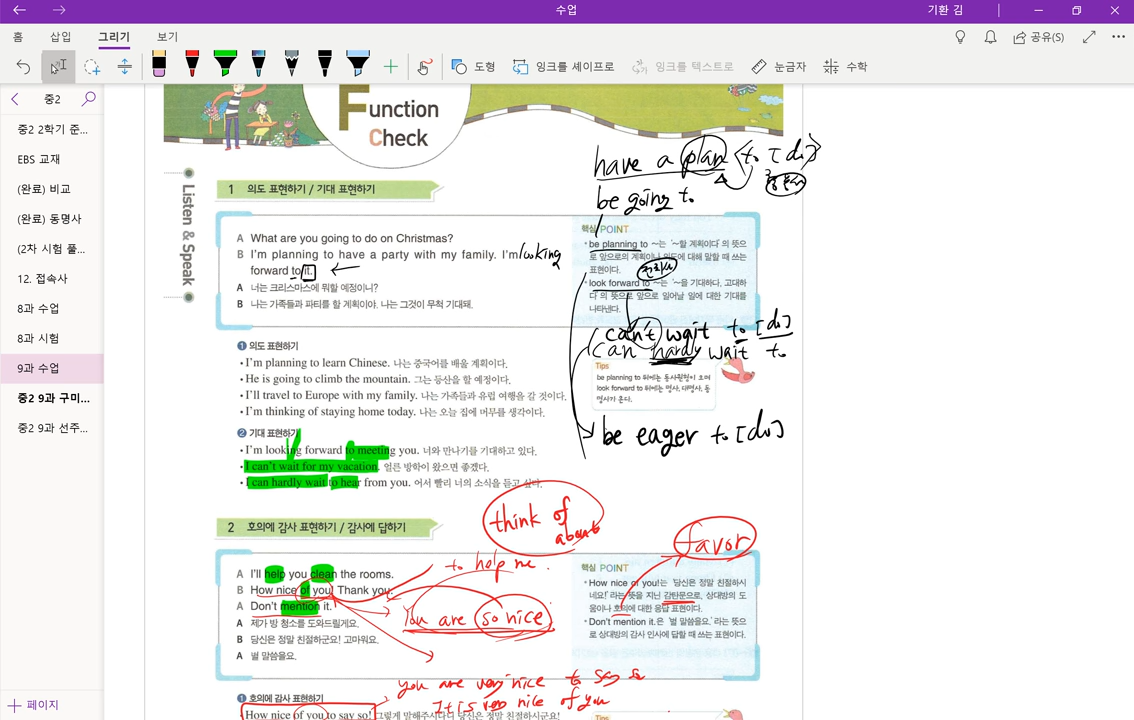 수업
기환 김
홈 삽입 그리기 보기
공유(S)
도형 잉크를 셰이프로 잉크를 텍스트로 눈금자 수학
중2
중2 2학기 준...
EBS 교재
(완료) 비교
(완료) 동명사
(2차 시험 풀...
12. 접속사
8과 수업
8과 시험
9과 수업
중2 9과 구미...
중2 9과 선주...
페이지
Function
Check
Listen & Speak
have a plan <to [do]>
be going to
1 의도 표현하기 / 기대 표현하기
A What are you going to do on Christmas?
B I'm planning to have a party with my family. I'm looking
forward to it.
A 너는 크리스마스에 뭐할 예정이니?
B 나는 가족들과 파티를 할 계획이야. 나는 그것이 무척 기대돼.
핵심 POINT
• be planning to ~는 '~할 계획이다'의 뜻으
로 앞으로의 계획이나 의도에 대해 말할 때 쓰는
표현이다.
전치사
• look forward to ~는 '~을 기대하다, 고대하
다'의 뜻으로 앞으로 일어날 일에 대한 기대를
나타낸다.
can't wait to [do]
can hardly wait to
Tips
be planning to 뒤에는 동사원형이 오며
look forward to 뒤에는 명사, 대명사, 동
명사가 온다.
be eager to [do]
1 의도 표현하기
• I'm planning to learn Chinese. 나는 중국어를 배울 계획이다.
• He is going to climb the mountain. 그는 등산을 할 예정이다.
• I'll travel to Europe with my family. 나는 가족들과 유럽 여행을 갈 것이다.
• I'm thinking of staying home today. 나는 오늘 집에 머무를 생각이다.
2 기대 표현하기
• I'm looking forward to meeting you. 너와 만나기를 기대하고 있다.
• I can't wait for my vacation. 얼른 방학이 왔으면 좋겠다.
• I can hardly wait to hear from you. 어서 빨리 너의 소식을 듣고 싶다.
2 호의에 감사 표현하기 / 감사에 답하기
think of
about
favor
A I'll help you clean the rooms.
B How nice of you! Thank you.
A Don't mention it.
A 제가 방 청소를 도와드릴게요.
B 당신은 정말 친절하군요! 고마워요.
A 별 말씀을요.
to help me.
You are so nice
핵심 POINT
• How nice of you!는 '당신은 정말 친절하시
네요!'라는 뜻을 지닌 감탄문으로, 상대방의 도
움이나 호의에 대한 응답 표현이다.
• Don't mention it.은 '별 말씀을요.'라는 뜻으
로 상대방의 감사 인사에 답할 때 쓰는 표현이다.
you are very nice to say so
It is very nice of you
1 호의에 감사 표현하기
How nice of you to say so! 그렇게 말해주시다니 당신은 정말 친절하시군요!
Tips